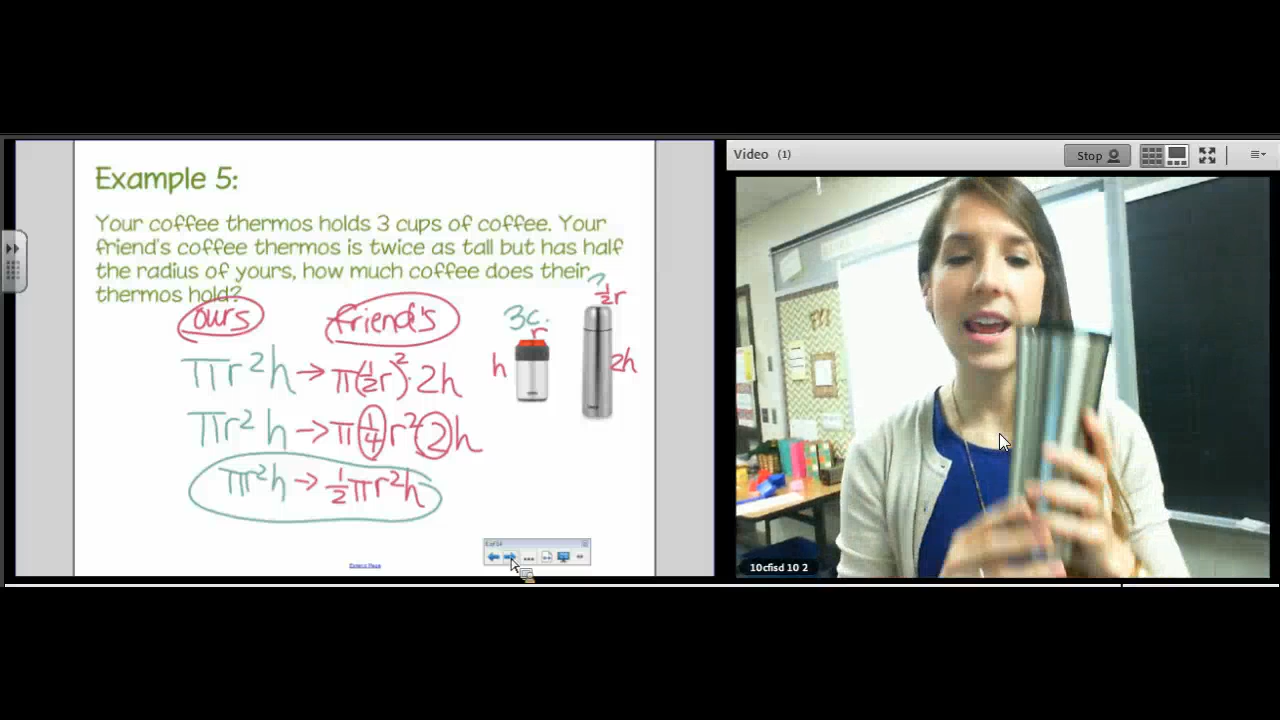 Example 5:
Your coffee thermos holds 3 cups of coffee. Your
friend's coffee thermos is twice as tall but has half
the radius of yours, how much coffee does their
thermos hold?
ours
friend's
πr²h → π(½r)²·2h
πr²h → π(¼)r²(2)h
πr²h → ½πr²h
3c.
r
h
?
½r
2h
Video (1)
Stop
10cfisd 10 2